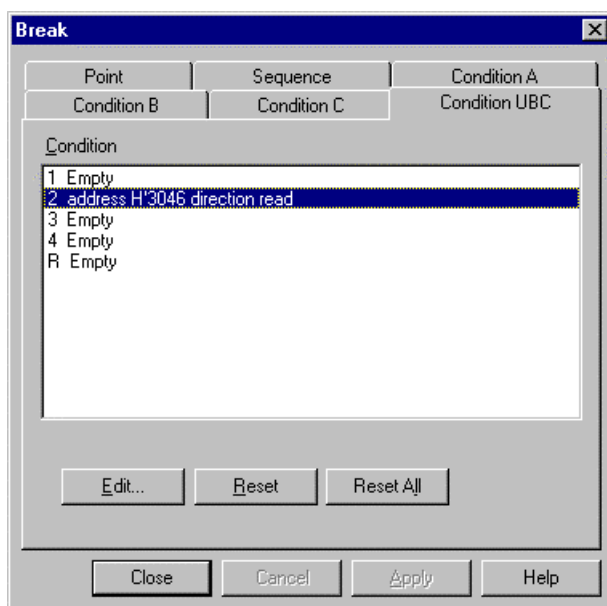 Break
Point Sequence Condition A
Condition B Condition C Condition UBC
Condition
1 Empty
2 address H'3046 direction read
3 Empty
4 Empty
R Empty
Edit... Reset Reset All
Close Cancel Apply Help